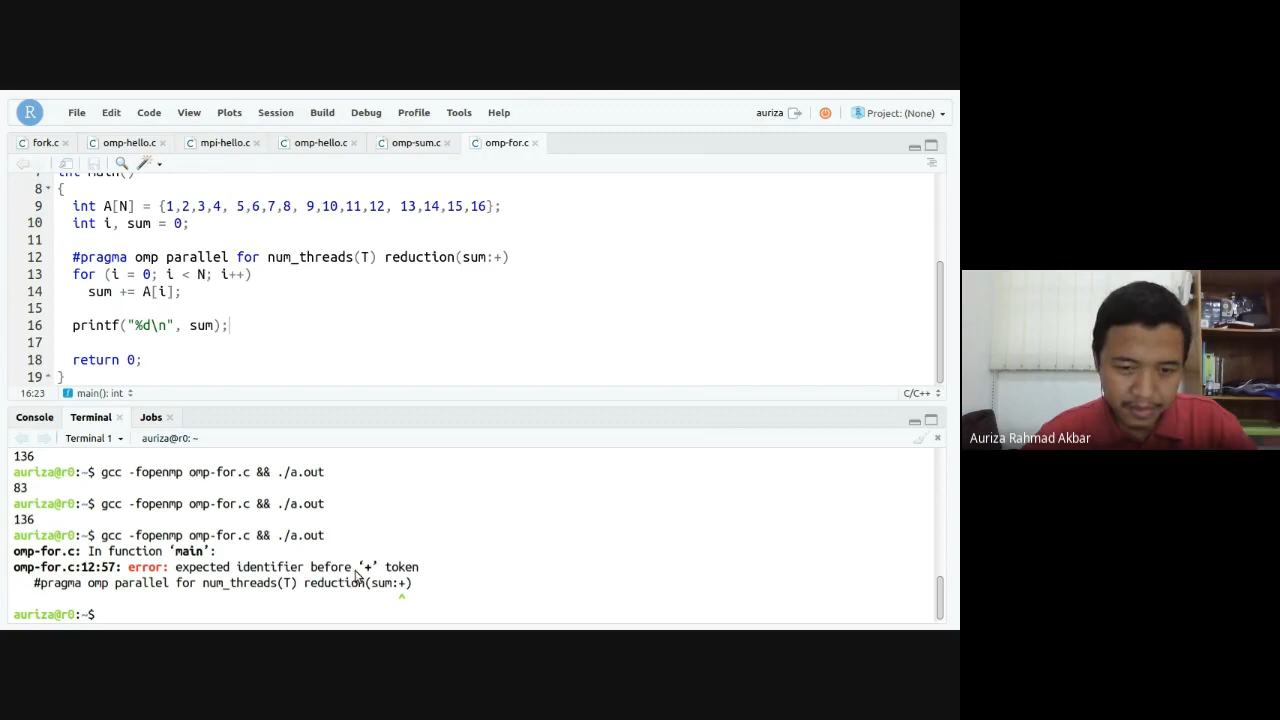 R File Edit Code View Plots Session Build Debug Profile Tools Help auriza R Project: (None)
fork.c omp-hello.c mpi-hello.c omp-hello.c omp-sum.c omp-for.c
int main()
8 {
9 int A[N] = {1,2,3,4, 5,6,7,8, 9,10,11,12, 13,14,15,16};
10 int i, sum = 0;
11
12 #pragma omp parallel for num_threads(T) reduction(sum:+)
13 for (i = 0; i < N; i++)
14 sum += A[i];
15
16 printf("%d\n", sum);
17
18 return 0;
19 }
16:23 main(): int C/C++
Console Terminal Jobs
Terminal 1 auriza@r0: ~
136
auriza@r0:~$ gcc -fopenmp omp-for.c && ./a.out
83
auriza@r0:~$ gcc -fopenmp omp-for.c && ./a.out
136
auriza@r0:~$ gcc -fopenmp omp-for.c && ./a.out
omp-for.c: In function ‘main’:
omp-for.c:12:57: error: expected identifier before ‘+’ token
#pragma omp parallel for num_threads(T) reduction(sum:+)
^
auriza@r0:~$
Auriza Rahmad Akbar